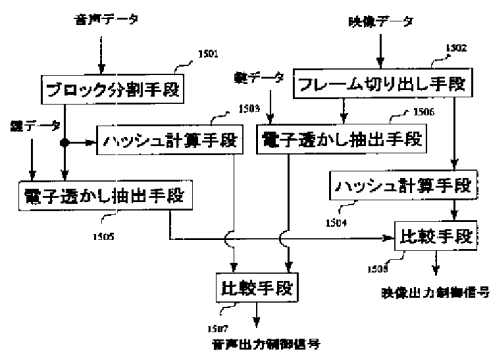 音声データ
映像データ
1501
1502
ブロック分割手段
鍵データ
フレーム切り出し手段
1503
1506
鍵データ
ハッシュ計算手段
電子透かし抽出手段
電子透かし抽出手段
ハッシュ計算手段
1505
1504
比較手段
1508
比較手段
映像出力制御信号
1507
音声出力制御信号